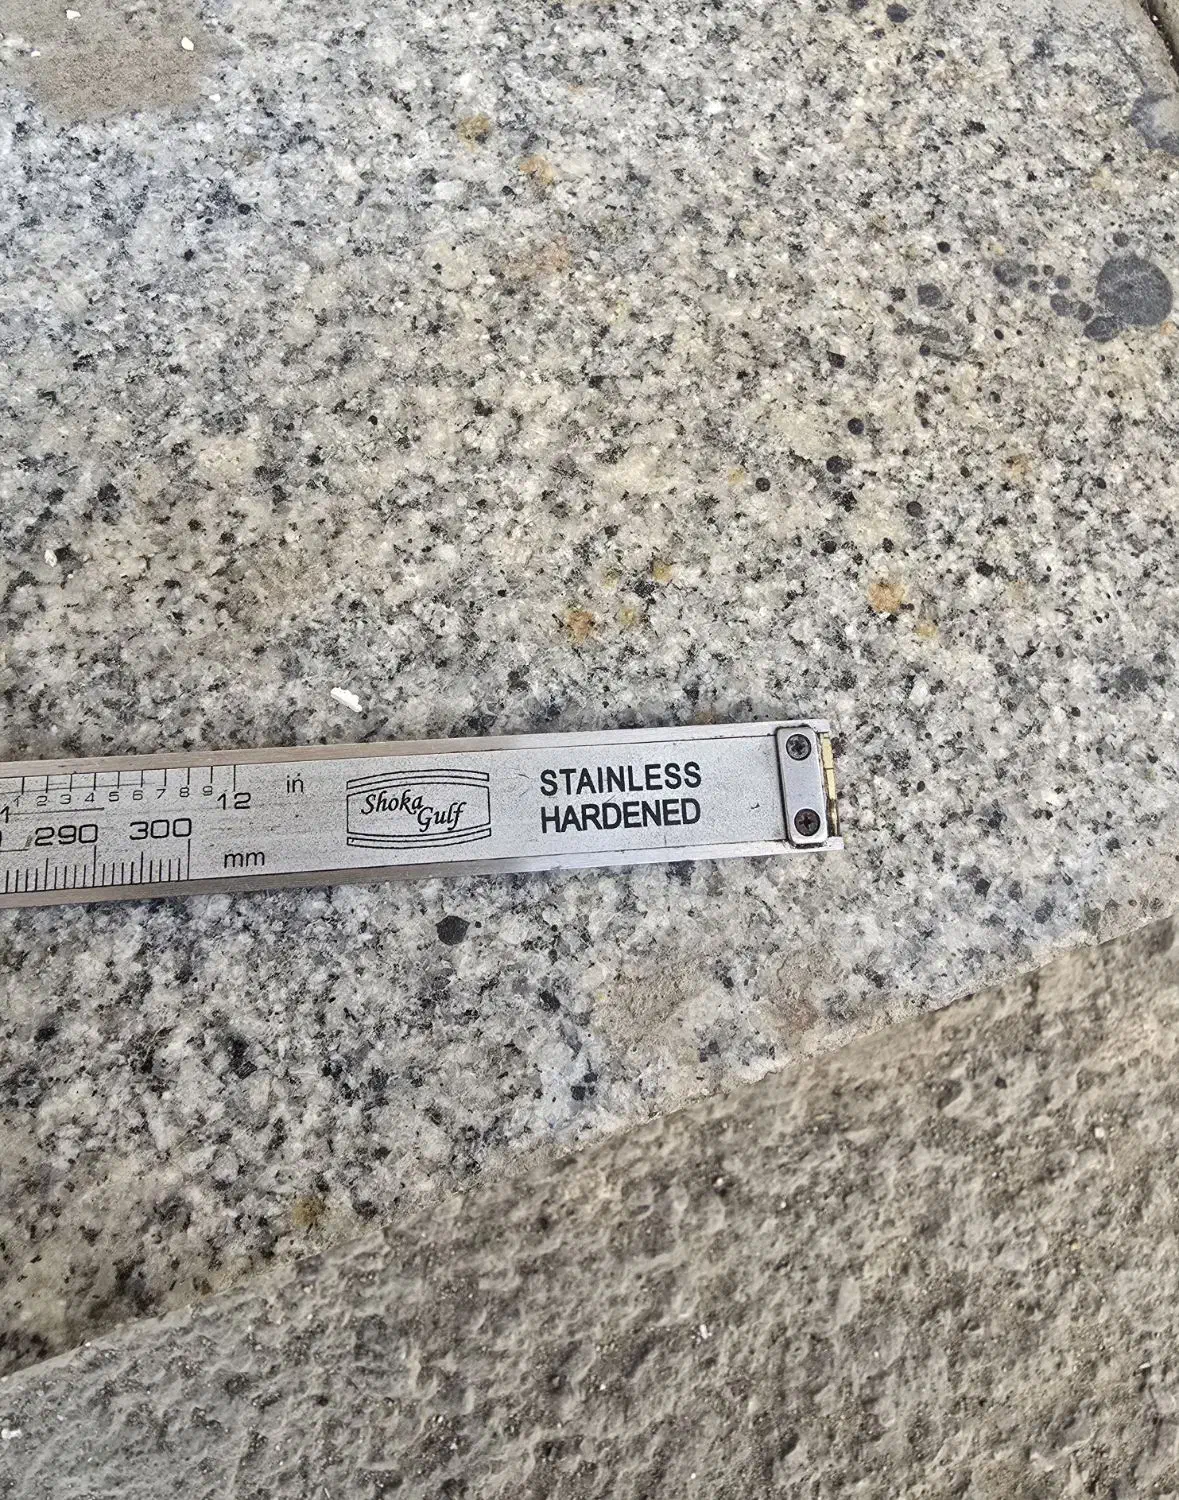 1 2 3 4 5 6 7 8 9 12 in
290 300
mm
Shoka
Gulf
STAINLESS
HARDENED